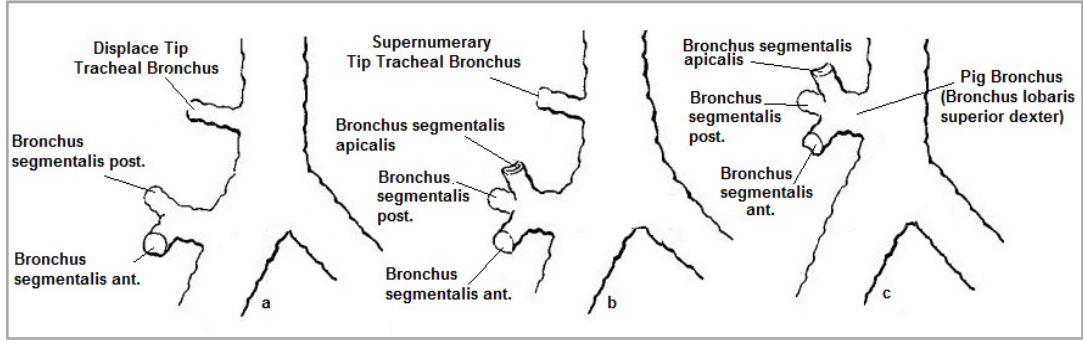 Displace Tip
Tracheal Bronchus
Bronchus
segmentalis post.
Bronchus
segmentalis ant.
a
Supernumerary
Tip Tracheal Bronchus
Bronchus segmentalis
apicalis
Bronchus
segmentalis
post.
Bronchus
segmentalis ant.
b
Bronchus segmentalis
apicalis
Bronchus
segmentalis
post.
Bronchus
segmentalis
ant.
Pig Bronchus
(Bronchus lobaris
superior dexter)
c